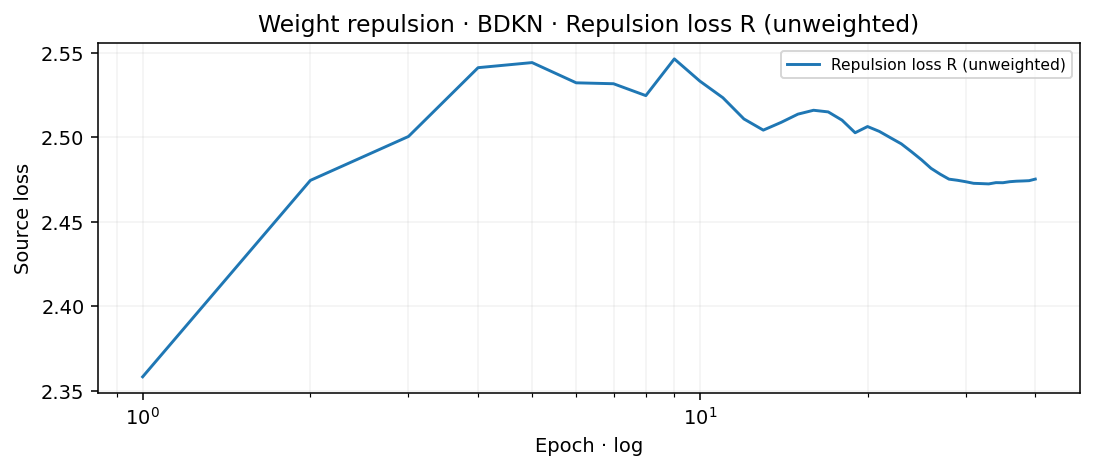 Weight repulsion · BDKN · Repulsion loss R (unweighted)
Repulsion loss R (unweighted)
Source loss
2.55
2.50
2.45
2.40
2.35
10⁰
10¹
Epoch · log